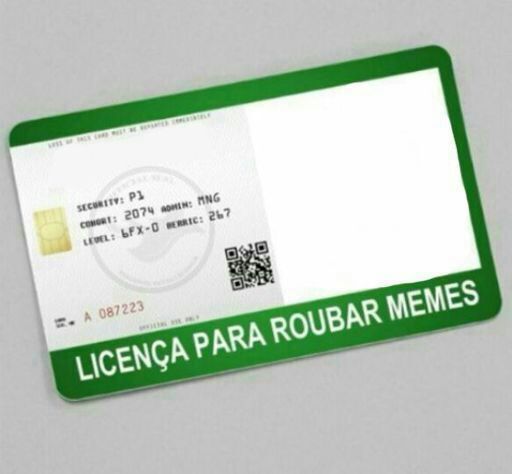 LOSS OF THIS CARD MUST BE REPORTED IMMEDIATELY
SECURITY: P1
COHORT: 2074 ADMIN: MNG
LEVEL: 6FX-0 BERRIC: 267
A 087223
OFFICIAL USE ONLY
LICENÇA PARA ROUBAR MEMES